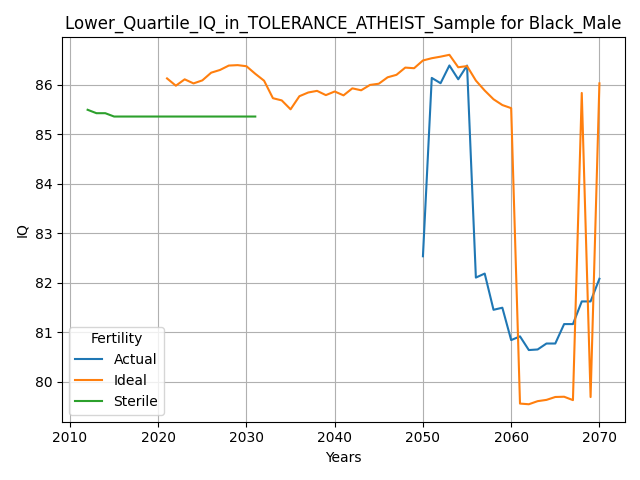 Lower_Quartile_IQ_in_TOLERANCE_ATHEIST_Sample for Black_Male
IQ
86
85
84
83
82
81
80
Fertility
Actual
Ideal
Sterile
2010 2020 2030 2040 2050 2060 2070
Years